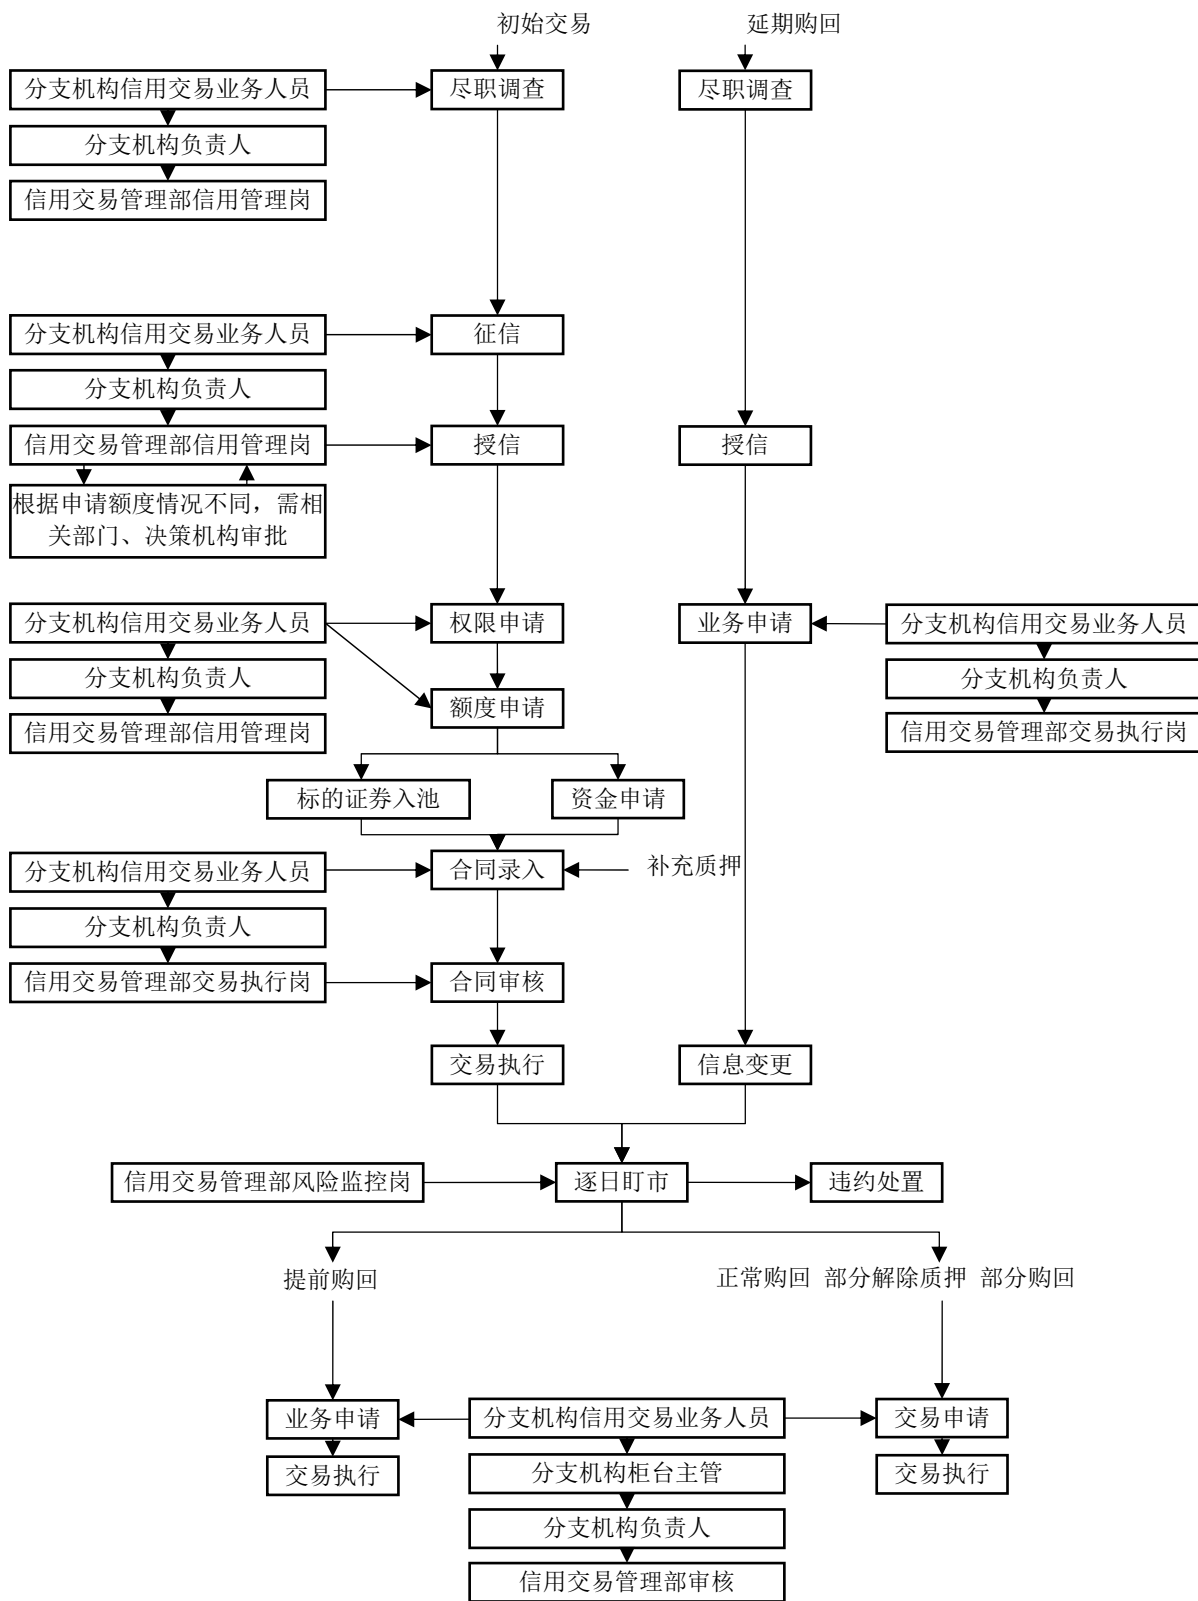 初始交易
延期购回
分支机构信用交易业务人员
尽职调查
尽职调查
分支机构负责人
信用交易管理部信用管理岗
分支机构信用交易业务人员
征信
分支机构负责人
信用交易管理部信用管理岗
授信
授信
根据申请额度情况不同，需相
关部门、决策机构审批
分支机构信用交易业务人员
权限申请
业务申请
分支机构信用交易业务人员
分支机构负责人
分支机构负责人
额度申请
信用交易管理部信用管理岗
信用交易管理部交易执行岗
标的证券入池
资金申请
分支机构信用交易业务人员
合同录入
补充质押
分支机构负责人
信用交易管理部交易执行岗
合同审核
交易执行
信息变更
信用交易管理部风险监控岗
逐日盯市
违约处置
提前购回
正常购回 部分解除质押 部分购回
业务申请
分支机构信用交易业务人员
交易申请
交易执行
分支机构柜台主管
交易执行
分支机构负责人
信用交易管理部审核